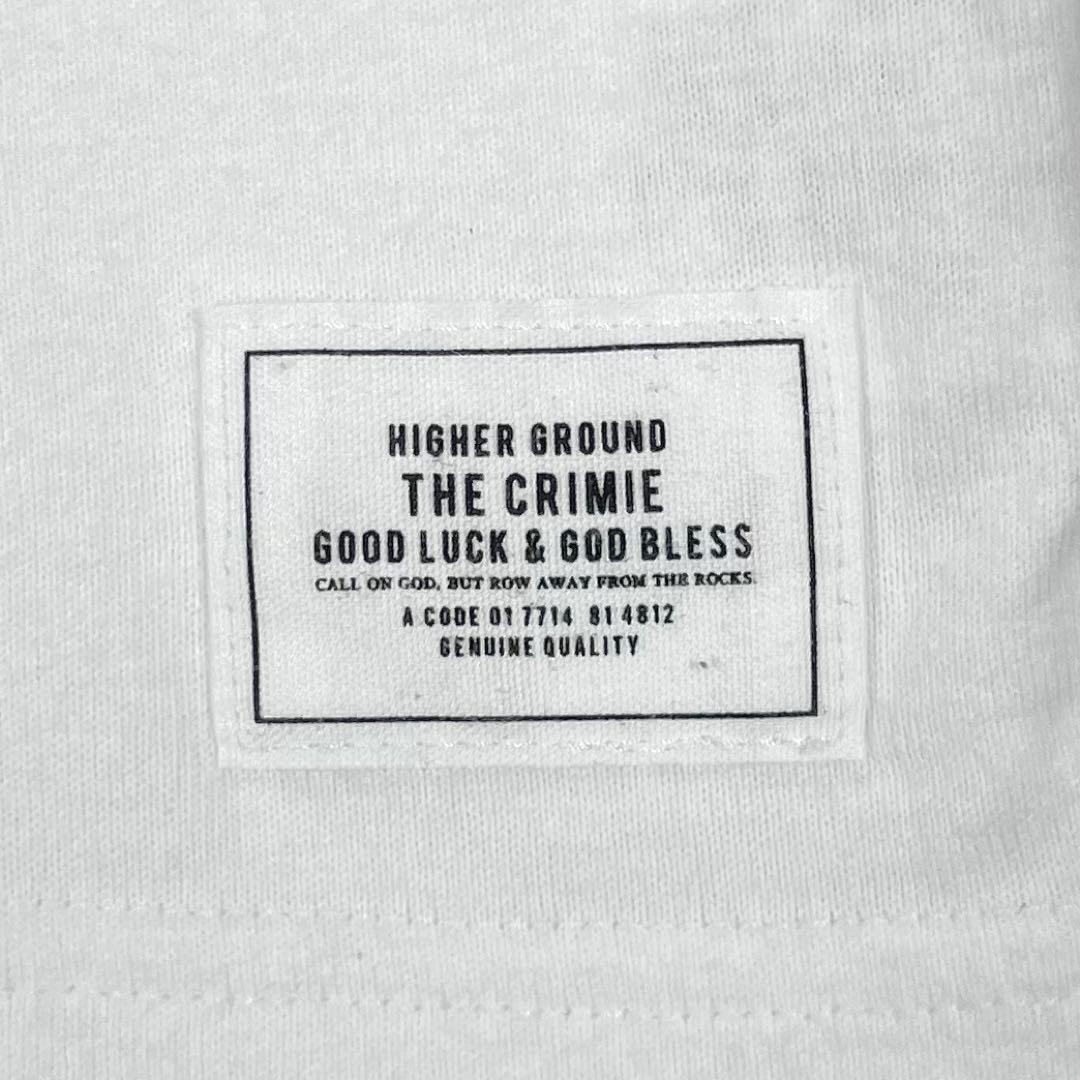 HIGHER GROUND
THE CRIMIE
GOOD LUCK & GOD BLESS
CALL ON GOD, BUT ROW AWAY FROM THE ROCKS.
A CODE 01 7714 81 4812
GENUINE QUALITY